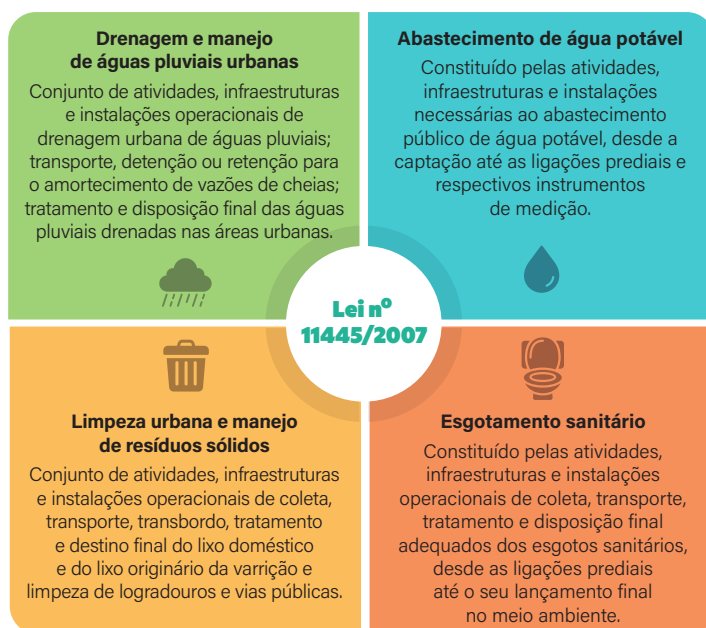 Drenagem e manejo
de águas pluviais urbanas
Conjunto de atividades, infraestruturas
e instalações operacionais de
drenagem urbana de águas pluviais;
transporte, detenção ou retenção para
o amortecimento de vazões de cheias;
tratamento e disposição final das águas
pluviais drenadas nas áreas urbanas.
Abastecimento de água potável
Constituído pelas atividades,
infraestruturas e instalações
necessárias ao abastecimento
público de água potável, desde a
captação até as ligações prediais e
respectivos instrumentos
de medição.
Lei nº
11445/2007
Limpeza urbana e manejo
de resíduos sólidos
Conjunto de atividades, infraestruturas
e instalações operacionais de coleta,
transporte, transbordo, tratamento
e destino final do lixo doméstico
e do lixo originário da varrição e
limpeza de logradouros e vias públicas.
Esgotamento sanitário
Constituído pelas atividades,
infraestruturas e instalações
operacionais de coleta, transporte,
tratamento e disposição final
adequados dos esgotos sanitários,
desde as ligações prediais
até o seu lançamento final
no meio ambiente.